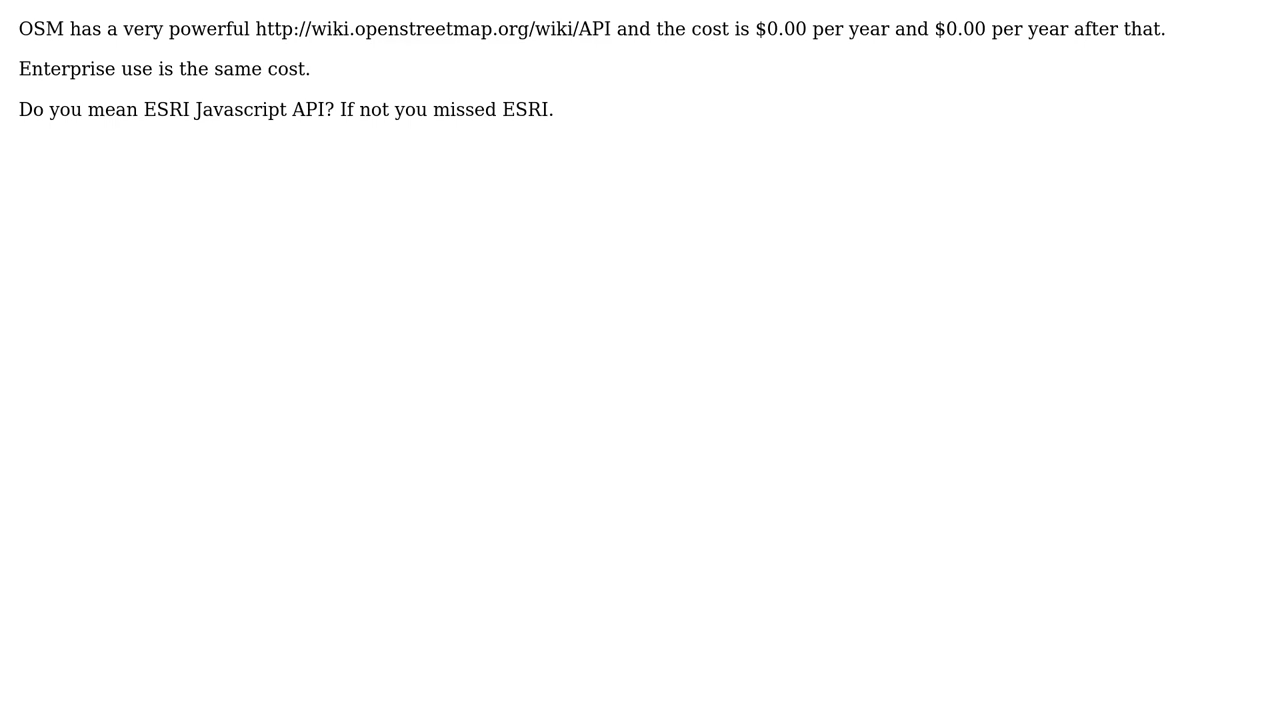 OSM has a very powerful http://wiki.openstreetmap.org/wiki/API and the cost is $0.00 per year and $0.00 per year after that.
Enterprise use is the same cost.
Do you mean ESRI Javascript API? If not you missed ESRI.